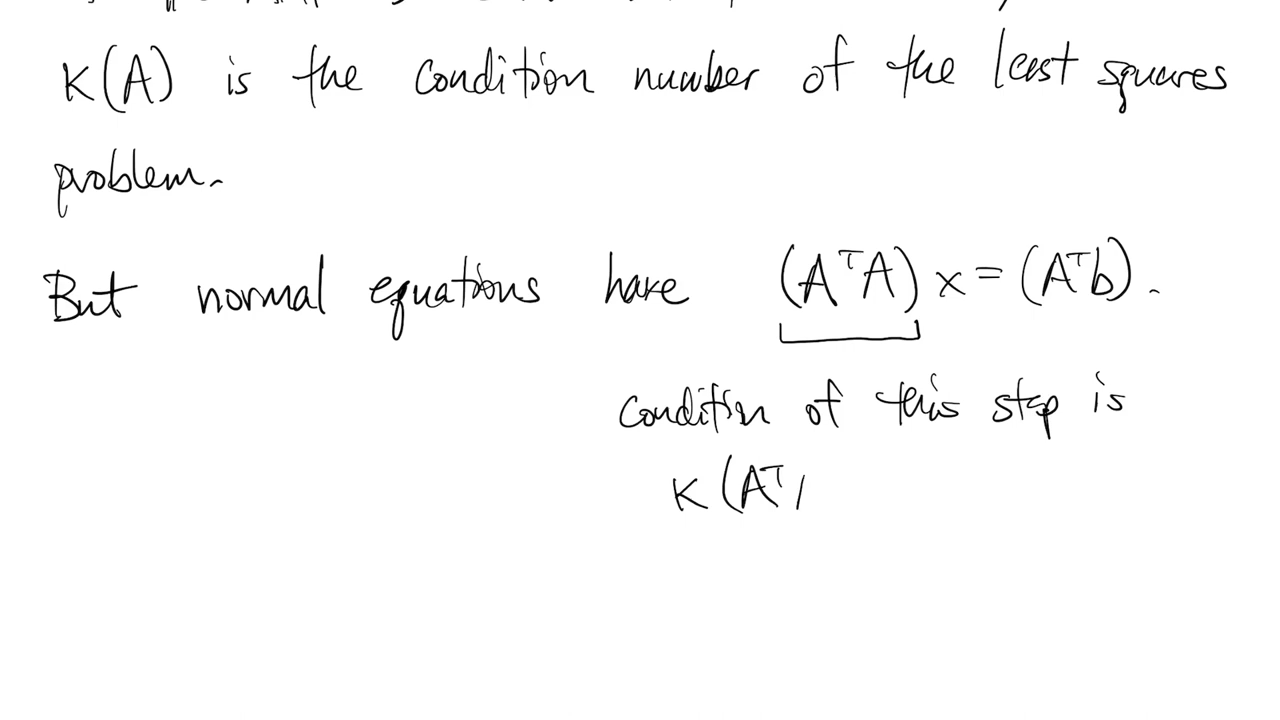 K(A) is the condition number of the least squares
problem.
But normal equations have (AᵀA) x = (Aᵀb).
condition of this step is
K (Aᵀ